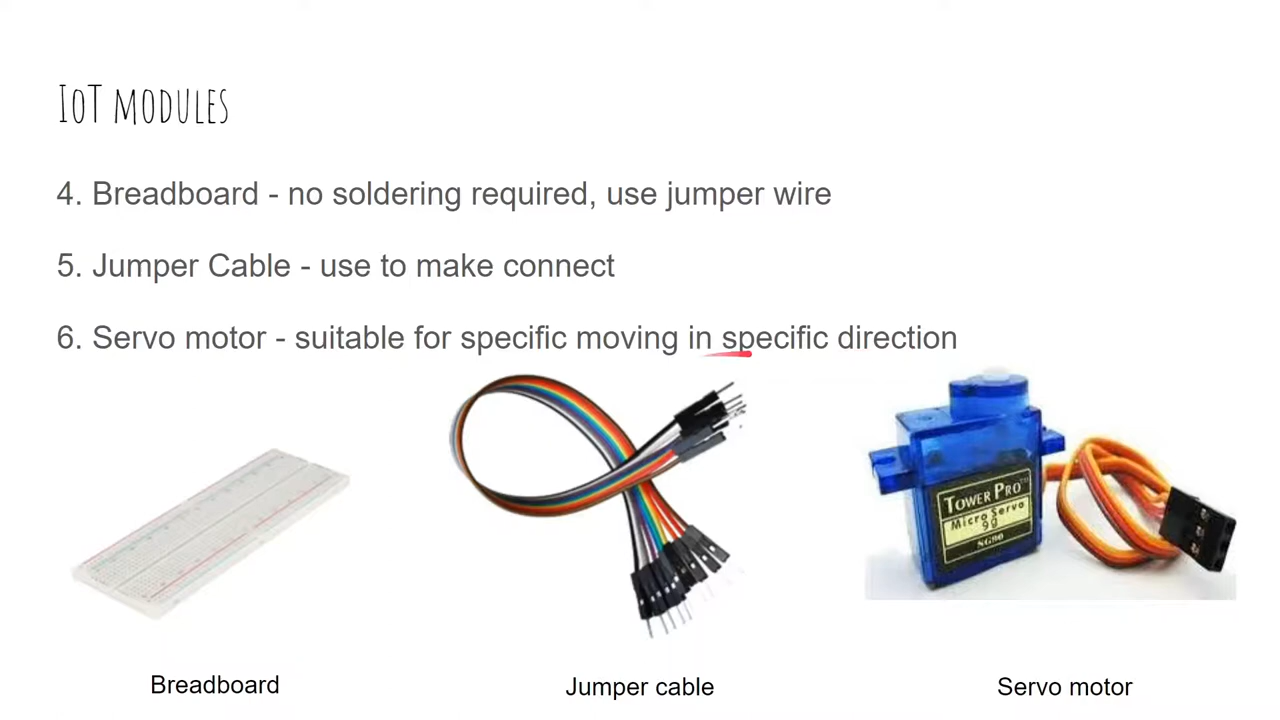 IoT modules
4. Breadboard - no soldering required, use jumper wire
5. Jumper Cable - use to make connect
6. Servo motor - suitable for specific moving in specific direction
TOWER PRO™
Micro Servo
9g
SG90
Breadboard
Jumper cable
Servo motor